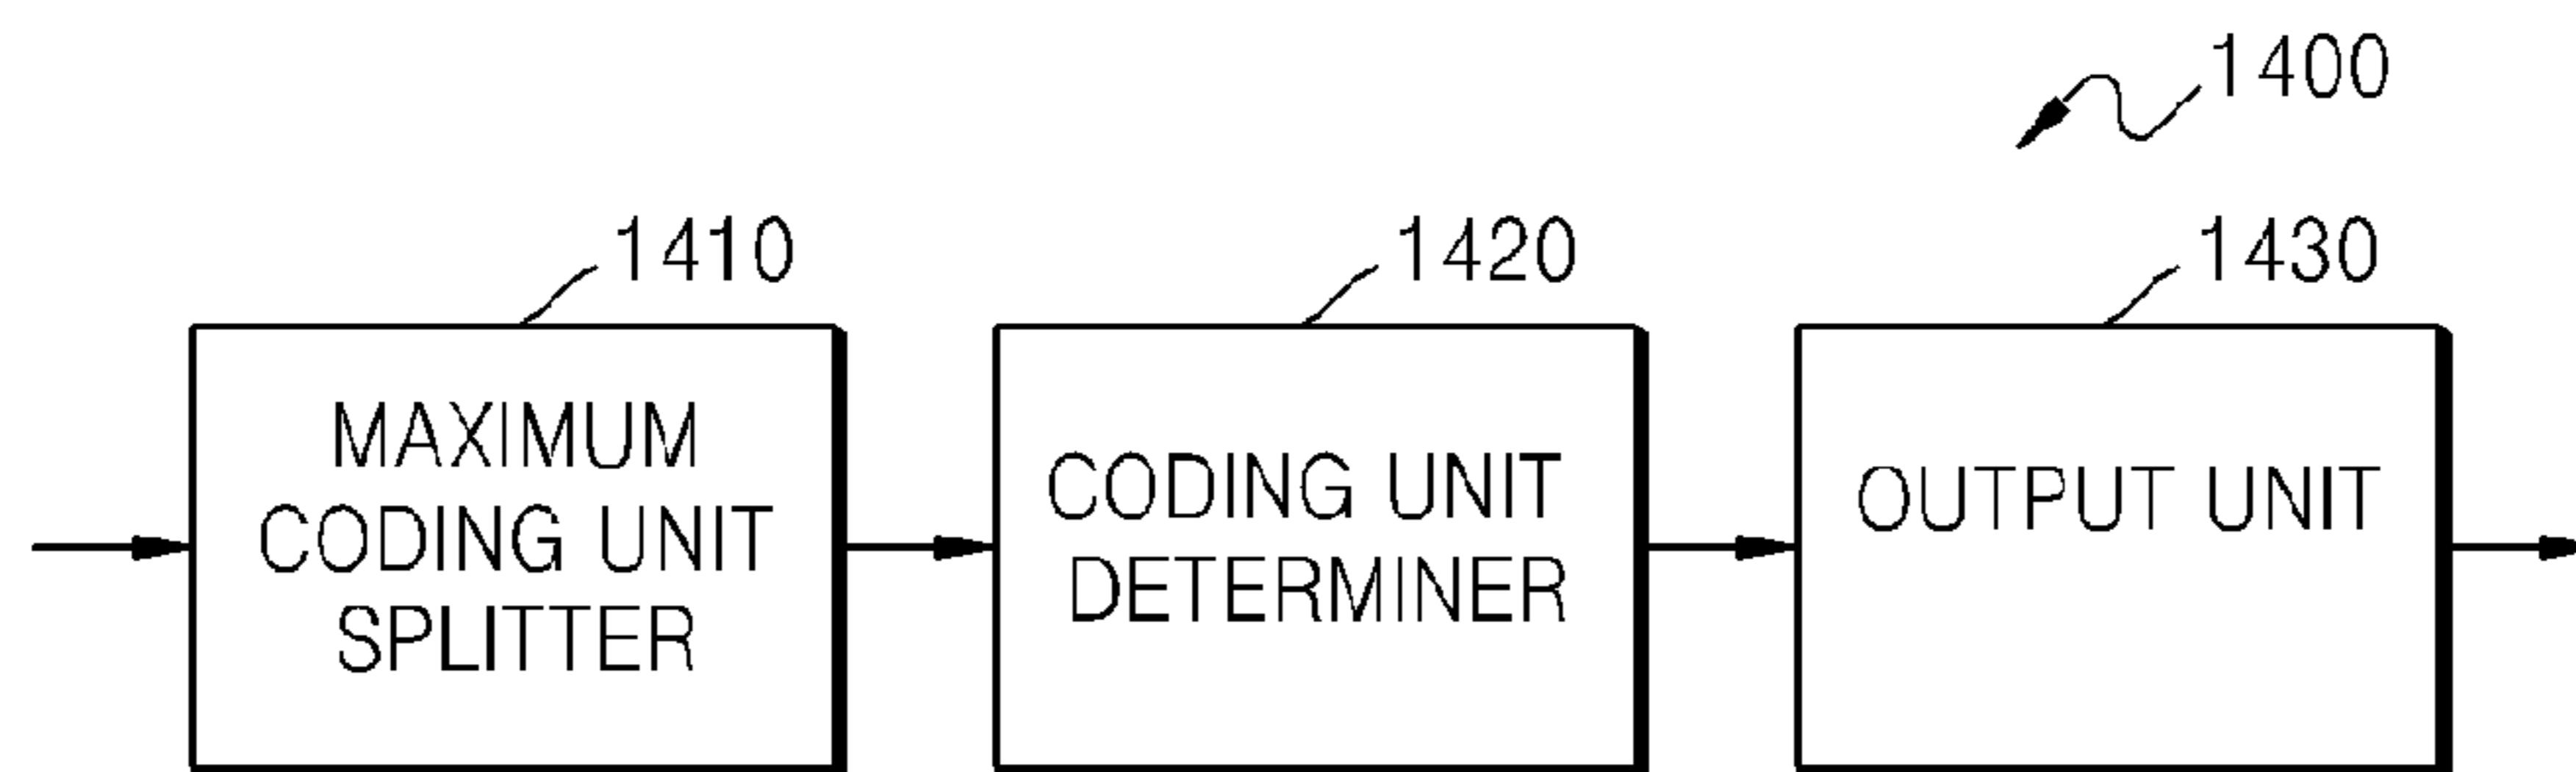 1400
1410
1420
1430
MAXIMUM
CODING UNIT
SPLITTER
CODING UNIT
DETERMINER
OUTPUT UNIT